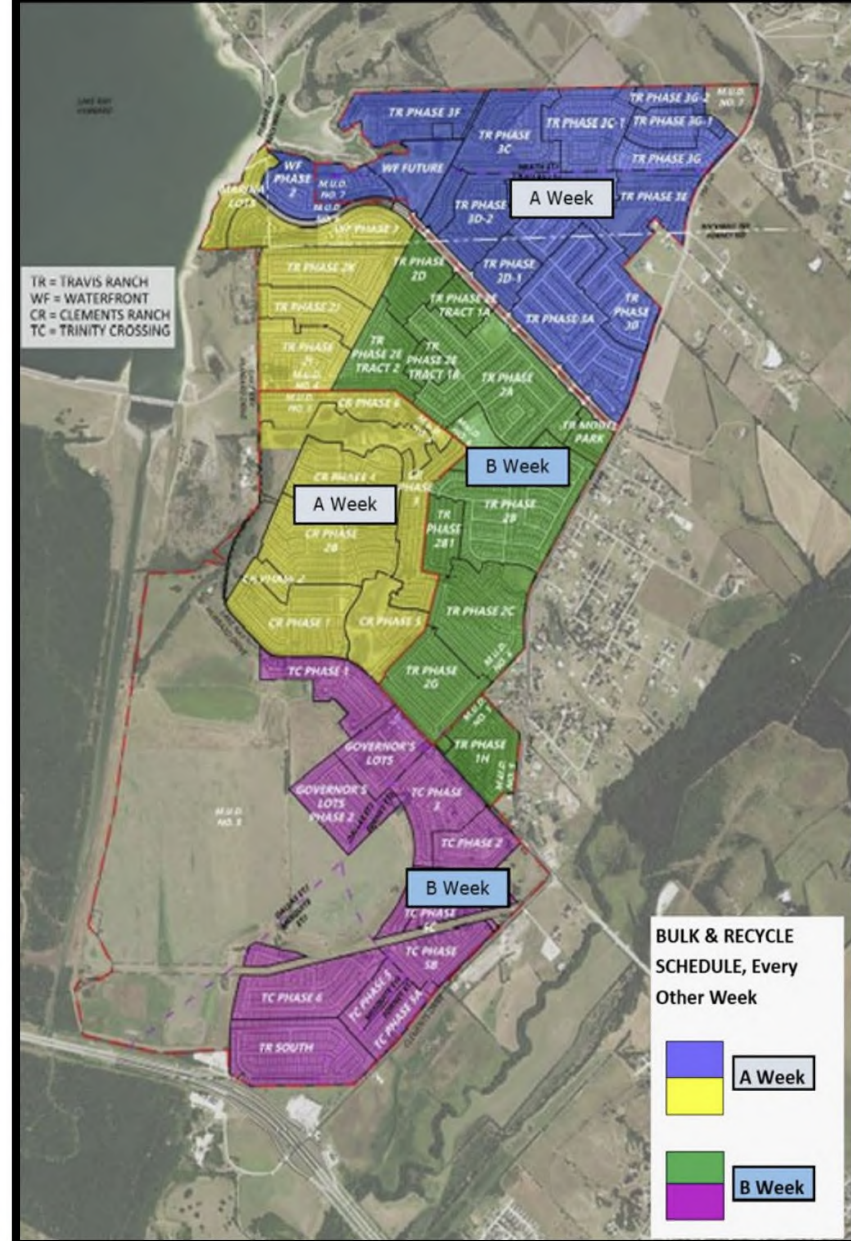 LAKE RAY
HUBBARD
TR PHASE 3F
TR PHASE
3C
TR PHASE 3C-1
TR PHASE 3G-2
M.U.D.
NO. 7
TR PHASE 3G-1
TR PHASE 3G
WF
PHASE
2
M.U.D.
NO. 7
WF FUTURE
MARINA
LOTS
TR PHASE
3D-2
A Week
TR PHASE 3E
TR PHASE
3D-1
TR PHASE 3A
TR
PHASE
3B
TR = TRAVIS RANCH
WF = WATERFRONT
CR = CLEMENTS RANCH
TC = TRINITY CROSSING
TR PHASE 2K
TR PHASE 2J
TR PHASE
M.U.D.
TR PHASE
2D
TR PHASE 2E
TRACT 1A
TR
PHASE 2E
TRACT 2
TR
PHASE 2E
TRACT 1B
TR PHASE
2A
TR MODEL
PARK
CR PHASE 6
B Week
CR PHASE 4
A Week
CR PHASE
2B
TR
PHASE
2B1
TR PHASE
2B
CR PHASE 1
CR PHASE 5
TR PHASE 2C
TR PHASE
2G
M.U.D.
TC PHASE 1
TR PHASE
1H
GOVERNOR'S
LOTS
GOVERNOR'S
LOTS
PHASE 2
TC PHASE
3
TC PHASE 2
M.U.D.
B Week
TC PHASE
TC PHASE
5B
TC PHASE 5
TC PHASE 5A
TC PHASE 6
TR SOUTH
BULK & RECYCLE
SCHEDULE, Every
Other Week
A Week
B Week